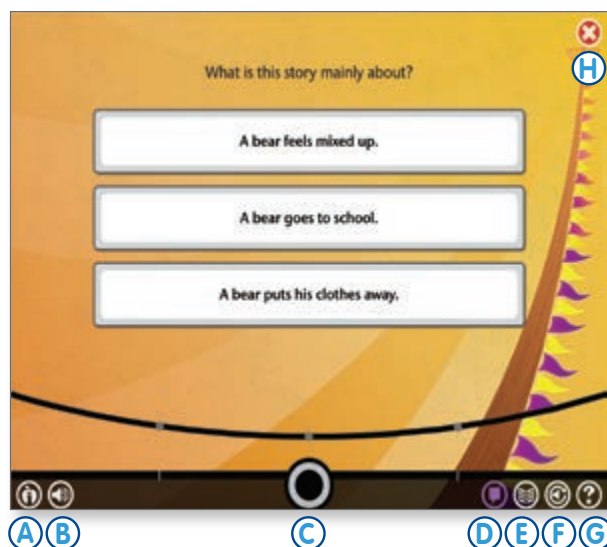 What is this story mainly about?
H
A bear feels mixed up.
A bear goes to school.
A bear puts his clothes away.
?
A B C D E F G